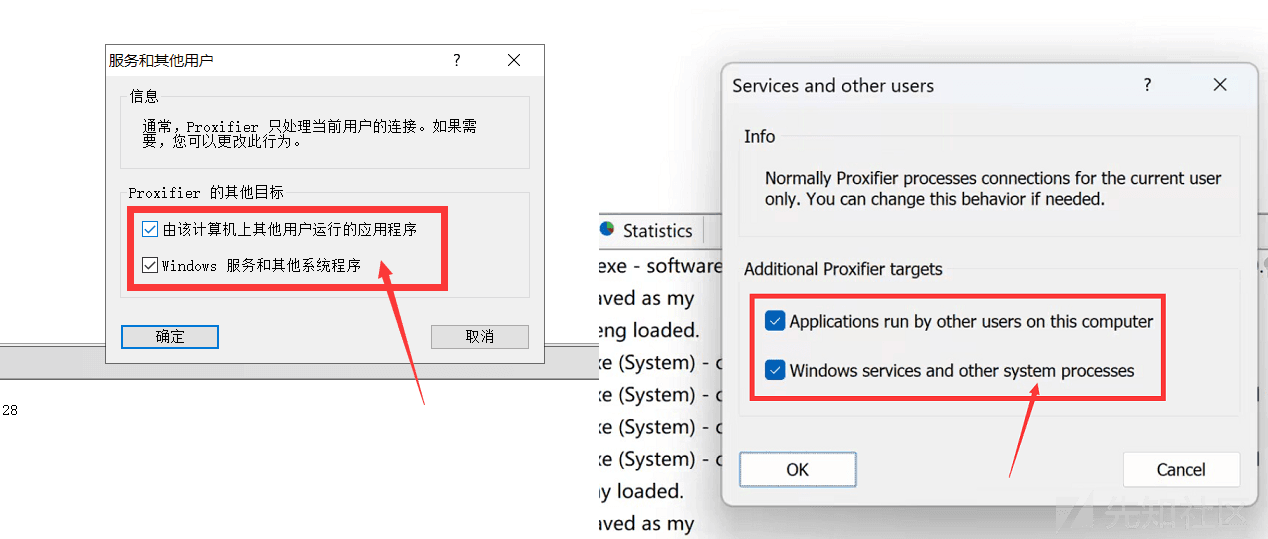 服务和其他用户
信息
通常，Proxifier 只处理当前用户的连接。如果需
要，您可以更改此行为。
Proxifier 的其他目标
由该计算机上其他用户运行的应用程序
Windows 服务和其他系统程序
确定
取消
28
Services and other users
Info
Normally Proxifier processes connections for the current user
only. You can change this behavior if needed.
Additional Proxifier targets
Applications run by other users on this computer
Windows services and other system processes
OK
Cancel
Statistics
exe - software
aved as my
eng loaded.
xe (System) -
xe (System) -
xe (System) -
xe (System) -
y loaded.
aved as my
先知社区